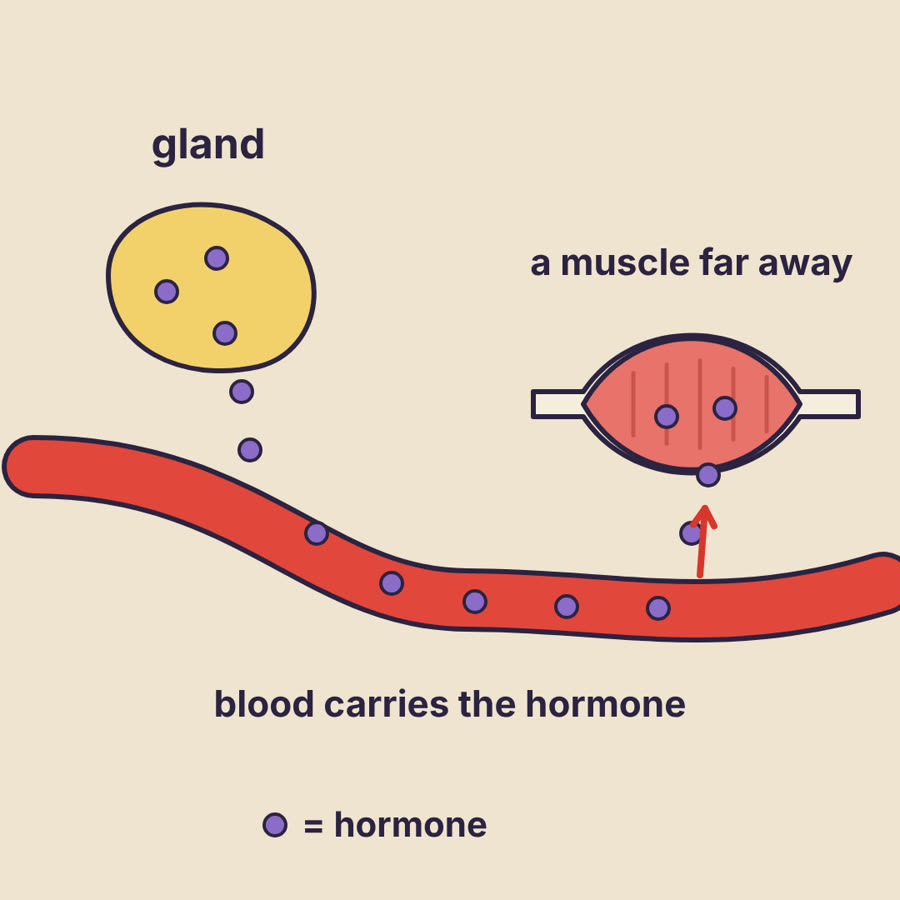 gland
a muscle far away
blood carries the hormone
= hormone